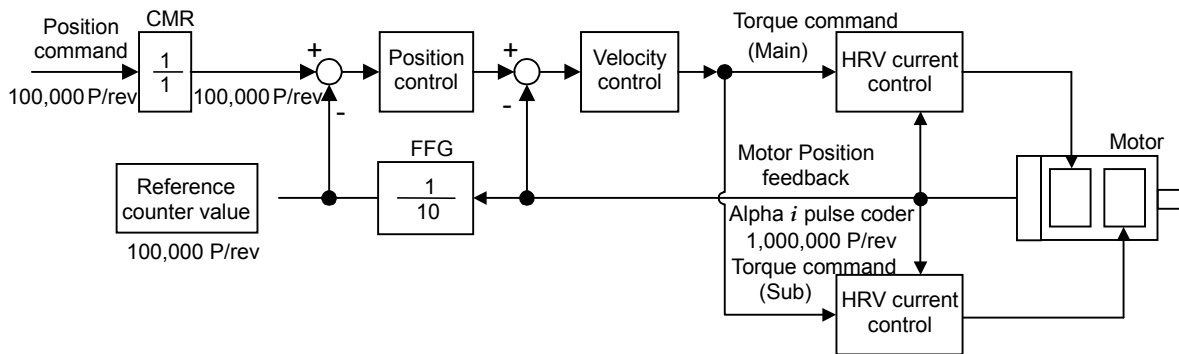 Position
command
CMR
1
1
100,000 P/rev
100,000 P/rev
+
-
Position
control
+
-
Velocity
control
Torque command
(Main)
HRV current
control
Motor
Reference
counter value
100,000 P/rev
FFG
1
10
Motor Position
feedback
Alpha i pulse coder
1,000,000 P/rev
Torque command
(Sub)
HRV current
control